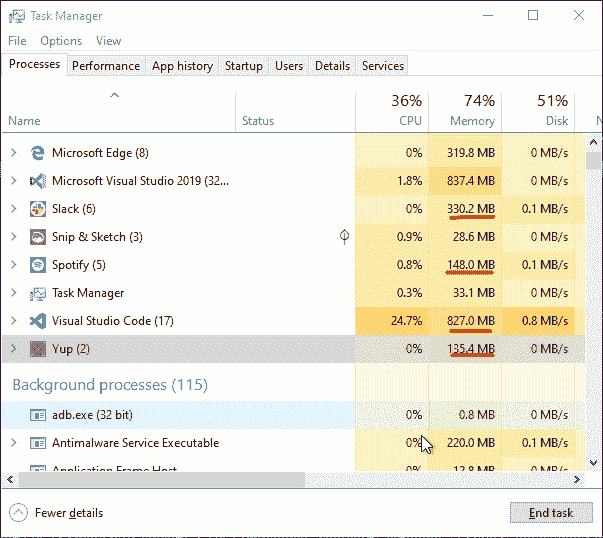 Task Manager
File Options View
Processes Performance App history Startup Users Details Services
36% 74% 51%
Name Status CPU Memory Disk N
Microsoft Edge (8) 0% 319.8 MB 0 MB/s
Microsoft Visual Studio 2019 (32... 1.8% 837.4 MB 0 MB/s
Slack (6) 0% 330.2 MB 0.1 MB/s
Snip & Sketch (3) 0.9% 28.6 MB 0 MB/s
Spotify (5) 0.8% 148.0 MB 0.1 MB/s
Task Manager 0.3% 33.1 MB 0 MB/s
Visual Studio Code (17) 24.7% 827.0 MB 0.8 MB/s
Yup (2) 0% 135.4 MB 0 MB/s
Background processes (115)
adb.exe (32 bit) 0% 0.8 MB 0 MB/s
Antimalware Service Executable 0% 220.0 MB 0.1 MB/s
Application Frame Host 0% 12.8 MB 0 MB/s
Fewer details End task